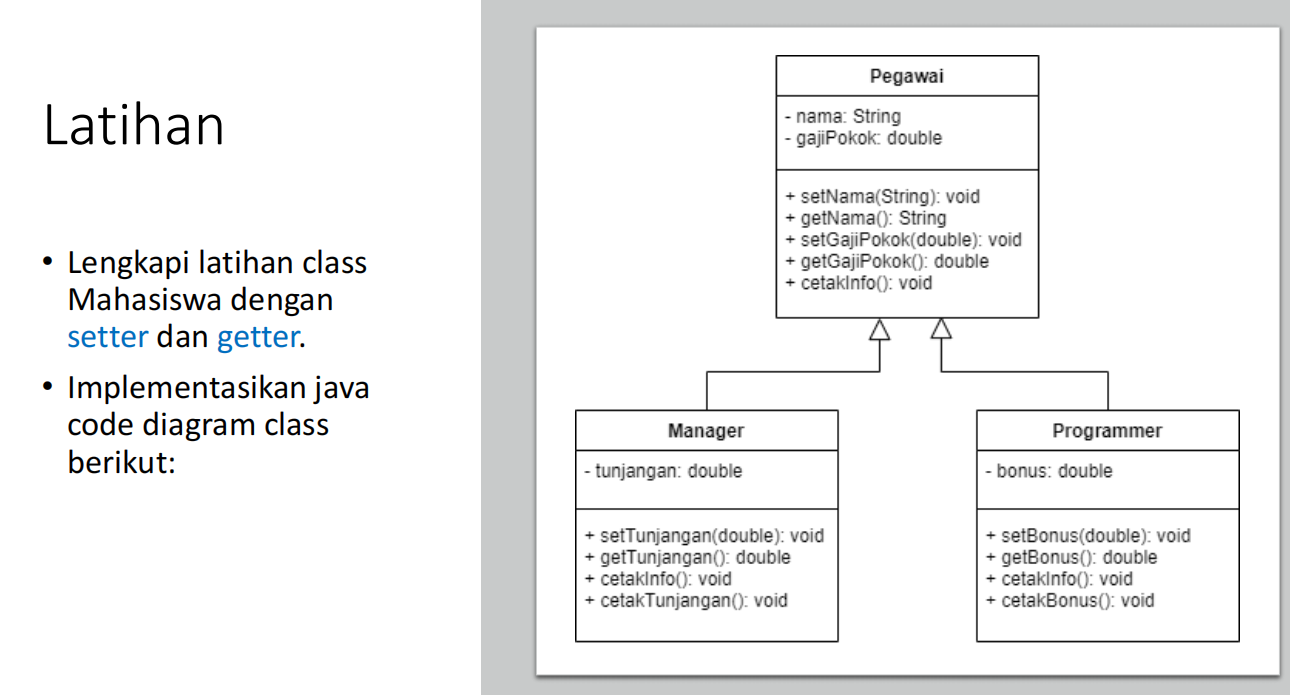 Latihan
• Lengkapi latihan class
Mahasiswa dengan
setter dan getter.
• Implementasikan java
code diagram class
berikut:
Pegawai
- nama: String
- gajiPokok: double
+ setNama(String): void
+ getNama(): String
+ setGajiPokok(double): void
+ getGajiPokok(): double
+ cetakInfo(): void
Manager
- tunjangan: double
+ setTunjangan(double): void
+ getTunjangan(): double
+ cetakInfo(): void
+ cetakTunjangan(): void
Programmer
- bonus: double
+ setBonus(double): void
+ getBonus(): double
+ cetakInfo(): void
+ cetakBonus(): void